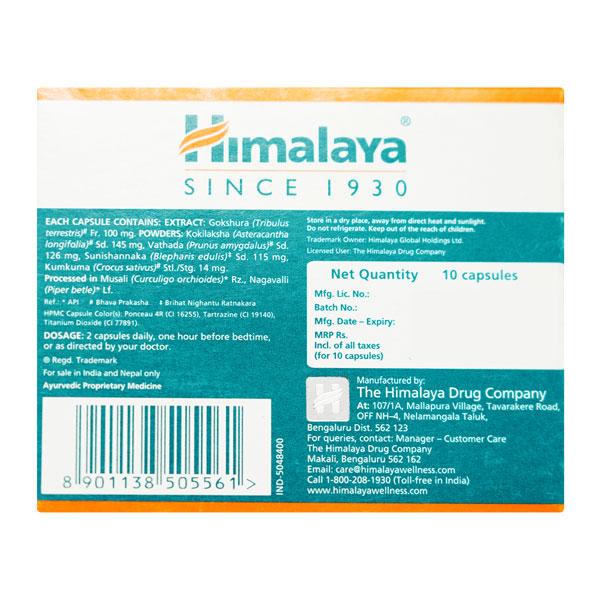 Himalaya®
SINCE 1930
EACH CAPSULE CONTAINS: EXTRACT: Gokshura (Tribulus
terrestris)# Fr. 100 mg. POWDERS: Kokilaksha (Asteracantha
longifolia)# Sd. 145 mg, Vathada (Prunus amygdalus)# Sd.
126 mg, Sunishannaka (Blepharis edulis)‡ Sd. 115 mg,
Kumkuma (Crocus sativus)# Stl./Stg. 14 mg.
Processed in Musali (Curculigo orchioides)* Rz., Nagavalli
(Piper betle)* Lf.
Ref.: * API # Bhava Prakasha ‡ Brihat Nighantu Ratnakara
HPMC Capsule Color(s): Ponceau 4R (CI 16255), Tartrazine (CI 19140),
Titanium Dioxide (CI 77891).
DOSAGE: 2 capsules daily, one hour before bedtime,
or as directed by your doctor.
® Regd. Trademark
For sale in India and Nepal only
Ayurvedic Proprietary Medicine
8 901138 505561 >
IND-5048400
Store in a dry place, away from direct heat and sunlight.
Do not refrigerate. Keep out of the reach of children.
Trademark Owner: Himalaya Global Holdings Ltd.
Licensed User: The Himalaya Drug Company
Net Quantity 10 capsules
Mfg. Lic. No.:
Batch No.:
Mfg. Date – Expiry:
MRP Rs.
Incl. of all taxes
(for 10 capsules)
H
Manufactured by:
The Himalaya Drug Company
At: 107/1A, Mallapura Village, Tavarakere Road,
OFF NH–4, Nelamangala Taluk,
Bengaluru Dist. 562 123
For queries, contact: Manager – Customer Care
The Himalaya Drug Company
Makali, Bengaluru 562 162
Email: care@himalayawellness.com
Call 1-800-208-1930 (Toll-free in India)
www.himalayawellness.com